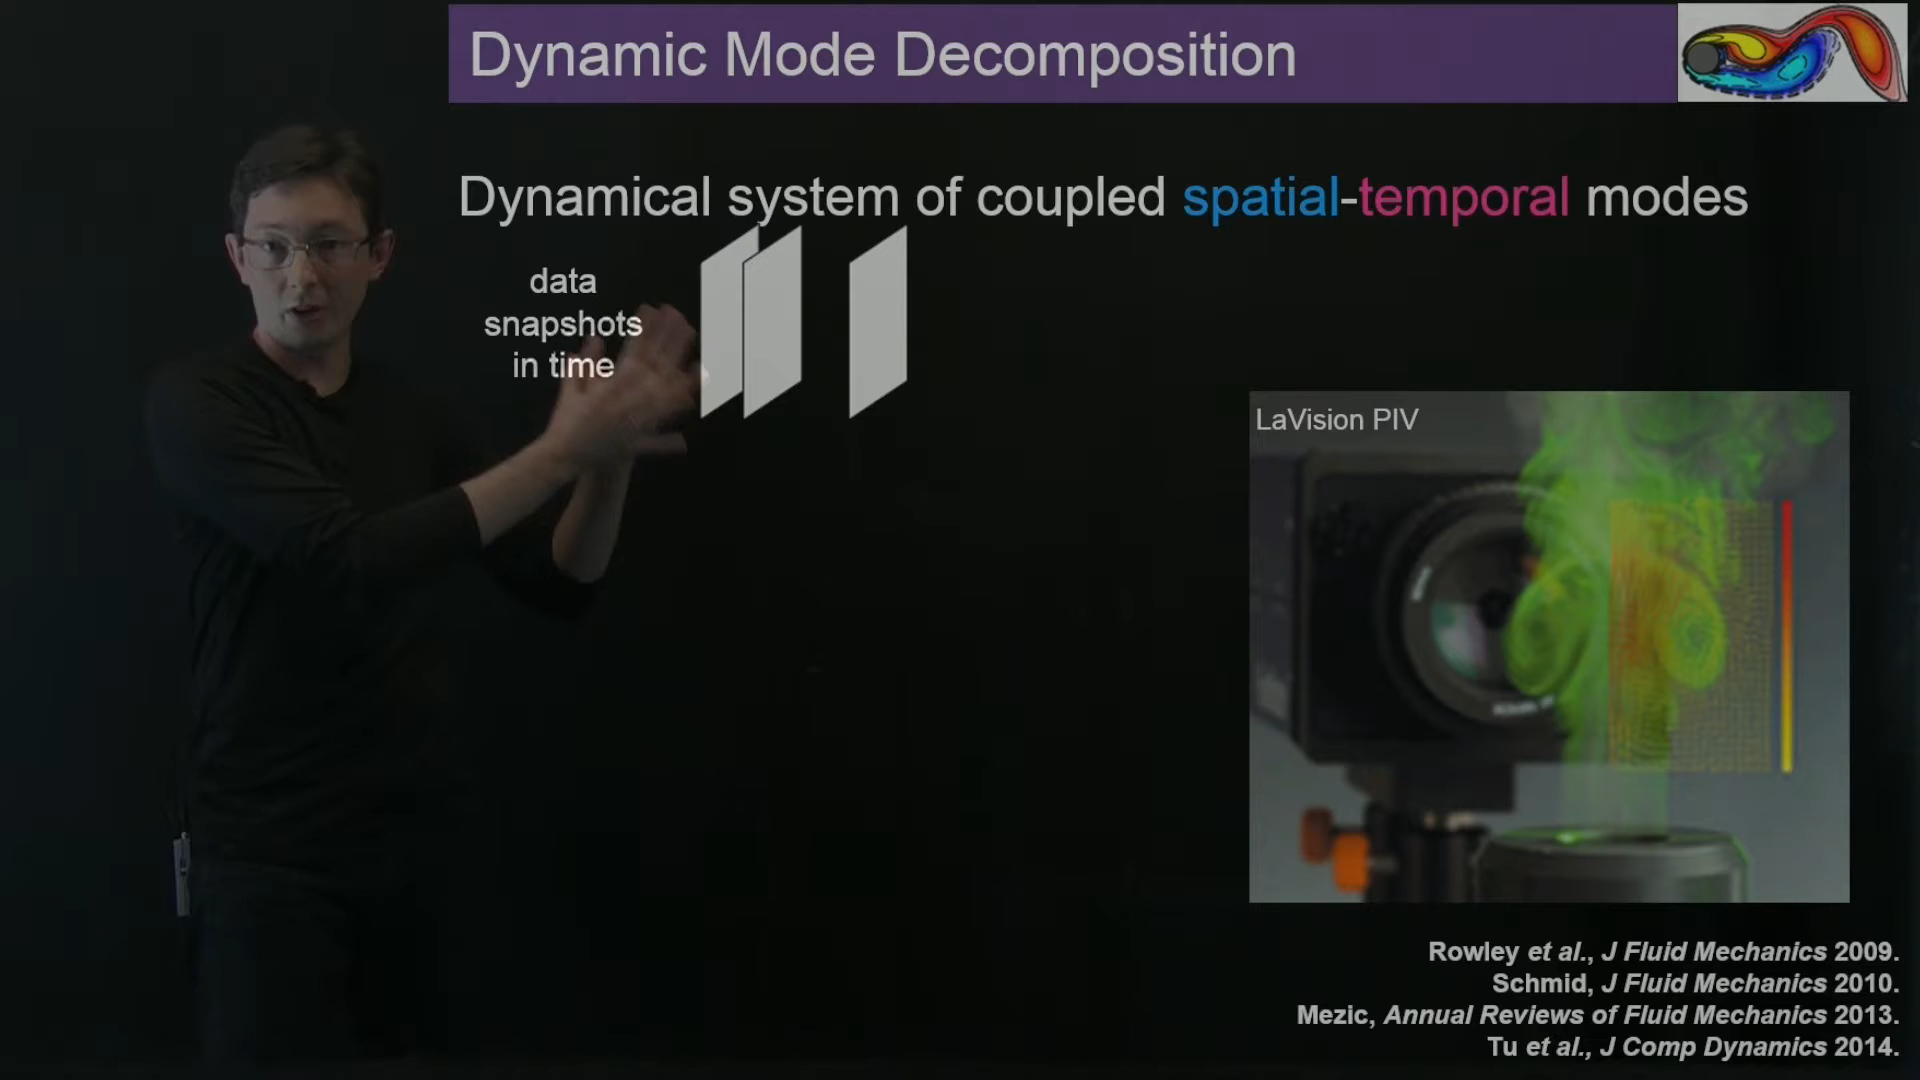 Dynamic Mode Decomposition
Dynamical system of coupled spatial-temporal modes
data
snapshots
in time
LaVision PIV
Rowley et al., J Fluid Mechanics 2009.
Schmid, J Fluid Mechanics 2010.
Mezic, Annual Reviews of Fluid Mechanics 2013.
Tu et al., J Comp Dynamics 2014.